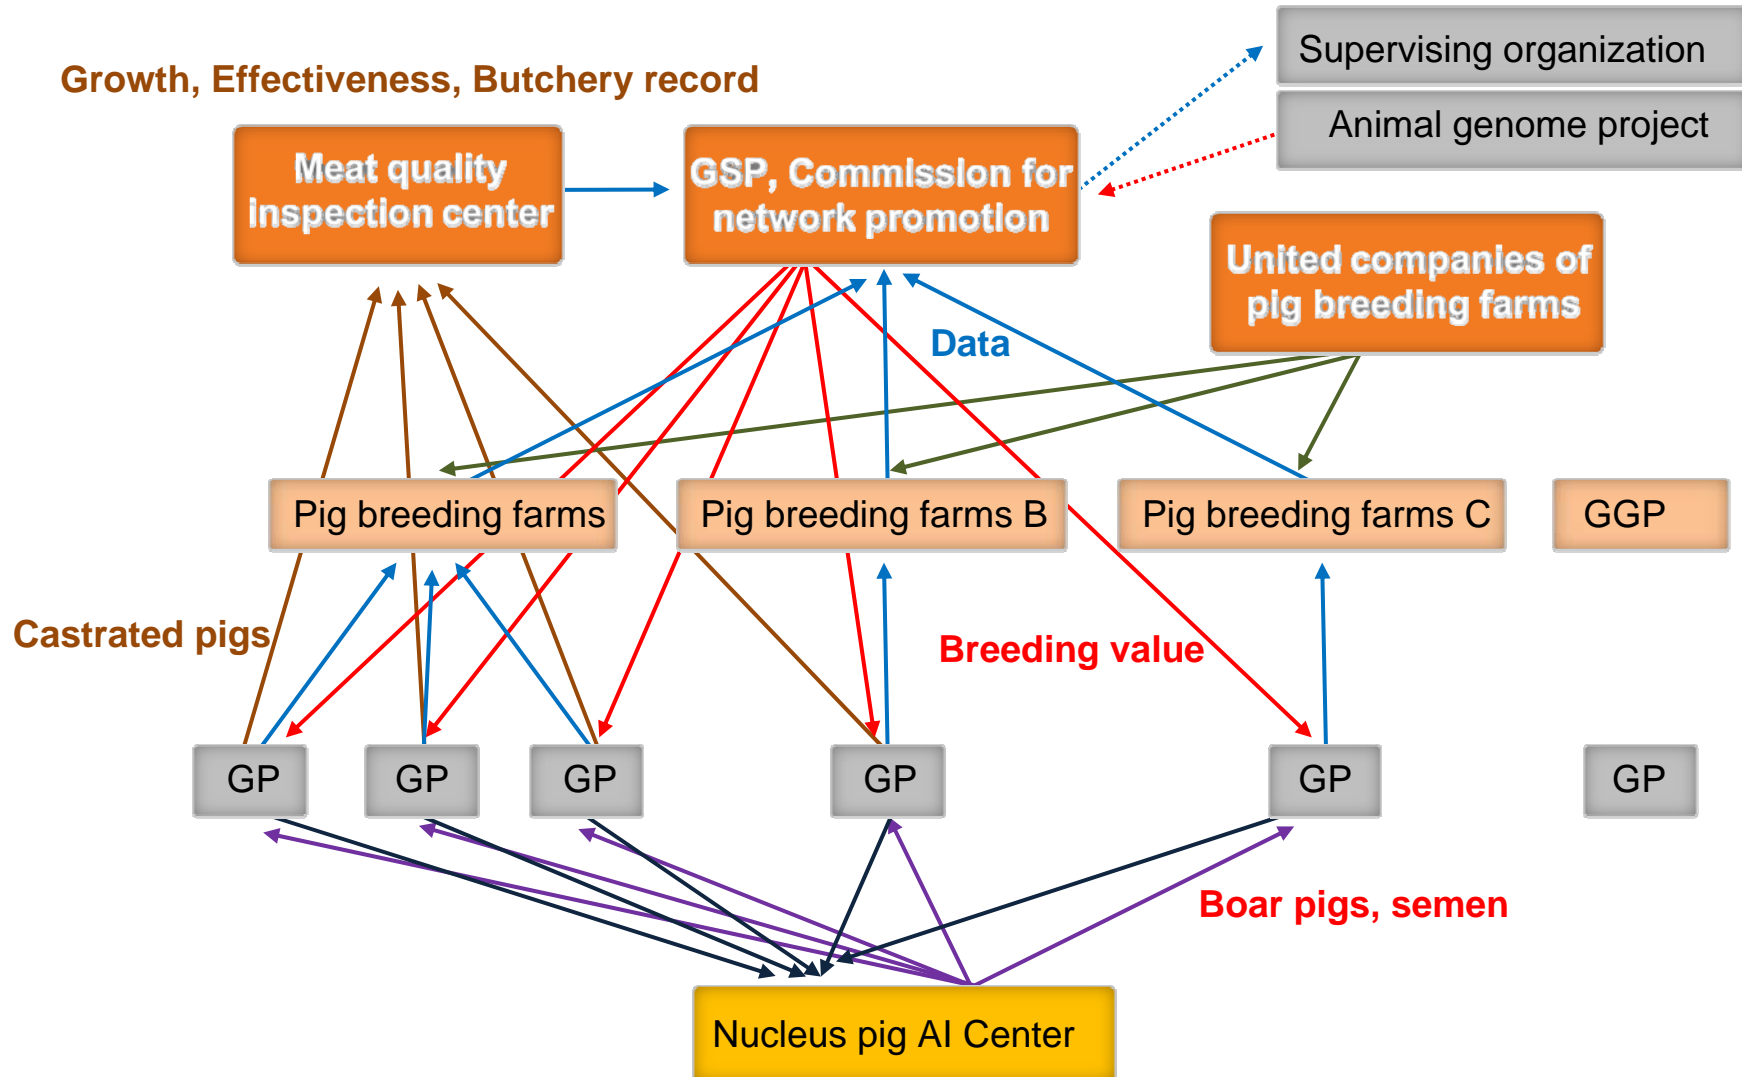 Supervising organization
Growth, Effectiveness, Butchery record
Animal genome project
Meat quality
inspection center
GSP, Commission for
network promotion
United companies of
pig breeding farms
Data
Pig breeding farms
Pig breeding farms B
Pig breeding farms C
GGP
Castrated pigs
Breeding value
GP
GP
GP
GP
GP
GP
Boar pigs, semen
Nucleus pig AI Center